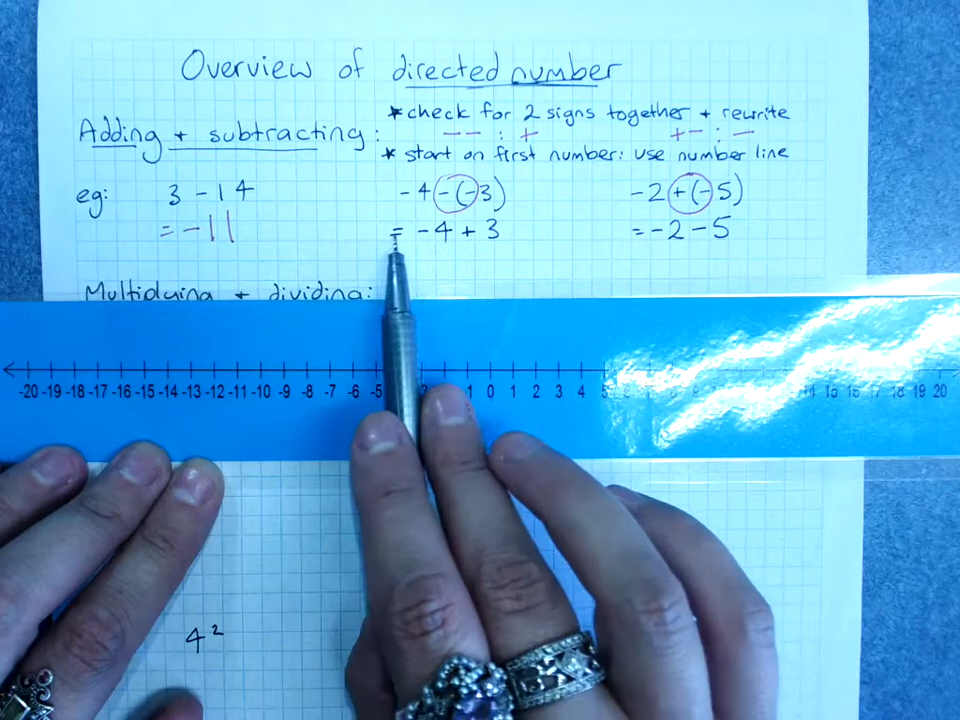 Overview of directed number
* check for 2 signs together + rewrite
Adding + subtracting: -- : + +- : -
* start on first number: use number line
eg: 3 - 14 -4 -(-3) -2 + (-5)
= -11 = -4 + 3 = -2 - 5
Multiplying + dividing:
-20 -19 -18 -17 -16 -15 -14 -13 -12 -11 -10 -9 -8 -7 -6 -1 0 1 2 3 4 14 15 16 17 18 19 20
4²